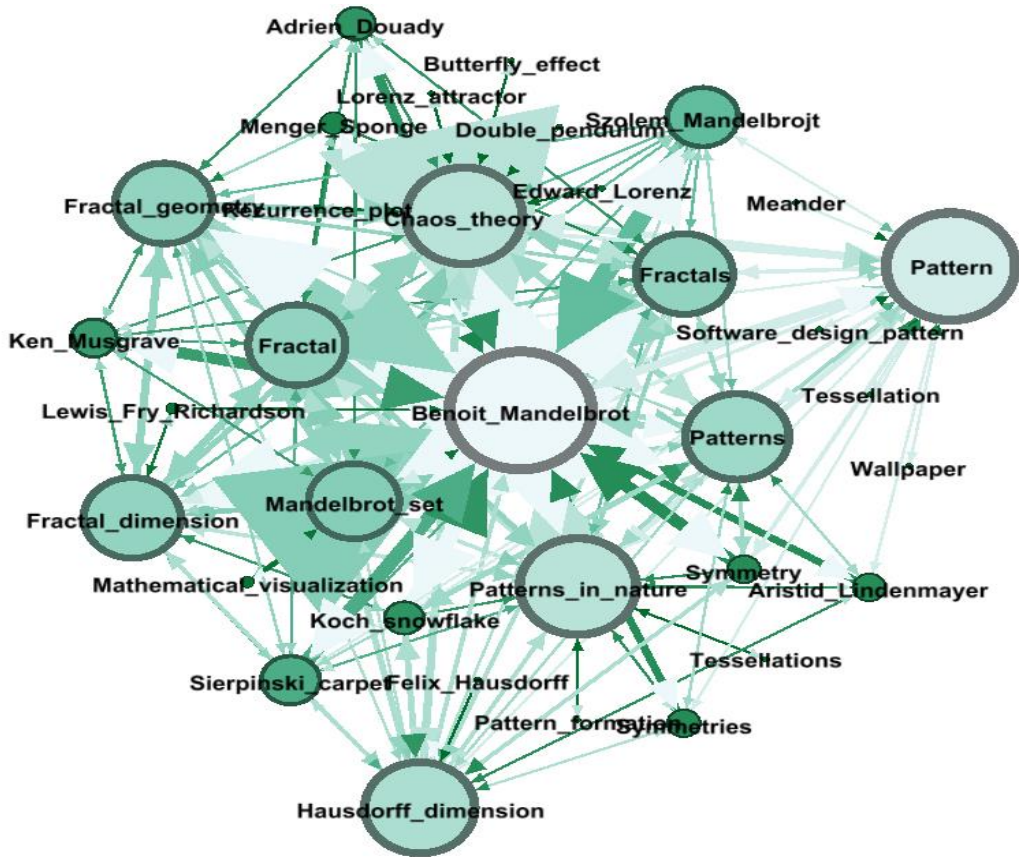 Adrien_Douady
Butterfly_effect
Lorenz_attractor
Menger_Sponge
Double_pendulum
Szolem_Mandelbrojt
Edward_Lorenz
Meander
Fractal_geometry
Recurrence_plot
Chaos_theory
Fractals
Pattern
Ken_Musgrave
Fractal
Software_design_pattern
Lewis_Fry_Richardson
Benoit_Mandelbrot
Tessellation
Patterns
Wallpaper
Fractal_dimension
Mandelbrot_set
Mathematical_visualization
Patterns_in_nature
Symmetry
Aristid_Lindenmayer
Koch_snowflake
Tessellations
Sierpinski_carpet
Felix_Hausdorff
Pattern_formation
Symmetries
Hausdorff_dimension